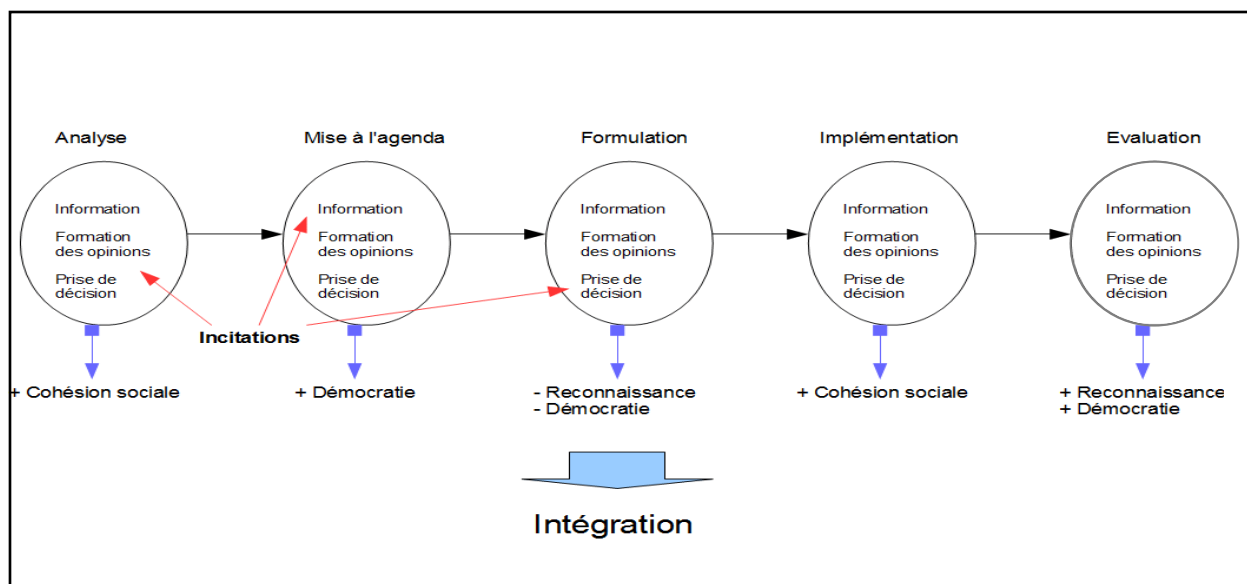 Analyse
Mise à l'agenda
Formulation
Implémentation
Evaluation
Information
Formation
des opinions
Prise de
décision
Information
Formation
des opinions
Prise de
décision
Information
Formation
des opinions
Prise de
décision
Information
Formation
des opinions
Prise de
décision
Information
Formation
des opinions
Prise de
décision
Incitations
+ Cohésion sociale
+ Démocratie
- Reconnaissance
- Démocratie
+ Cohésion sociale
+ Reconnaissance
+ Démocratie
Intégration